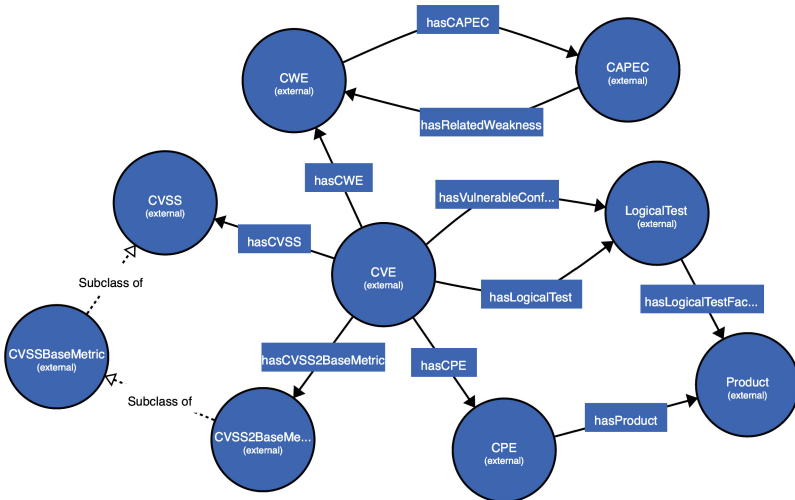 hasCAPEC
CWE
(external)
CAPEC
(external)
hasRelatedWeakness
hasCWE
CVSS
(external)
hasVulnerableConf...
LogicalTest
(external)
hasCVSS
CVE
(external)
Subclass of
hasLogicalTest
hasLogicalTestFac...
CVSSBaseMetric
(external)
hasCVSS2BaseMetric
hasCPE
Product
(external)
Subclass of
hasProduct
CVSS2BaseMe...
(external)
CPE
(external)